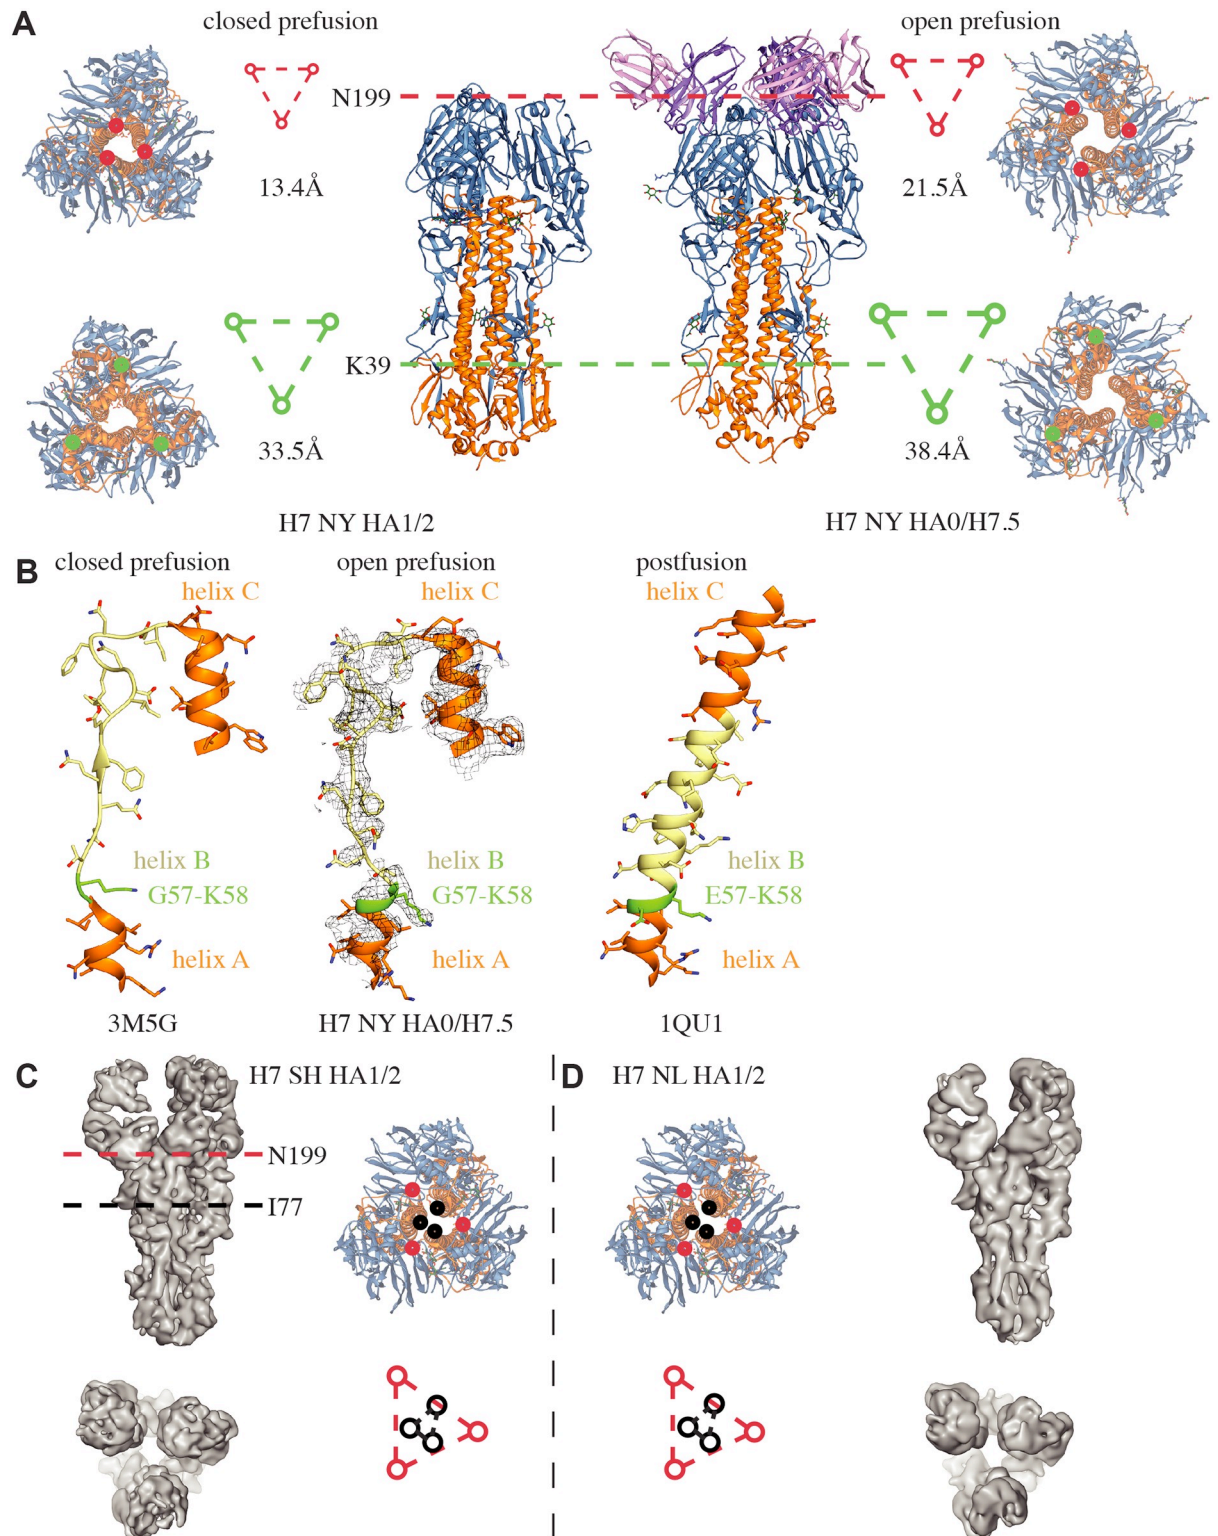 A
closed prefusion
open prefusion
N199
13.4Å
21.5Å
K39
33.5Å
38.4Å
H7 NY HA1/2
H7 NY HA0/H7.5
B
closed prefusion
open prefusion
postfusion
helix C
helix C
helix C
helix B
helix B
helix B
G57-K58
G57-K58
E57-K58
helix A
helix A
helix A
3M5G
H7 NY HA0/H7.5
1QU1
C
H7 SH HA1/2
D
H7 NL HA1/2
N199
I77